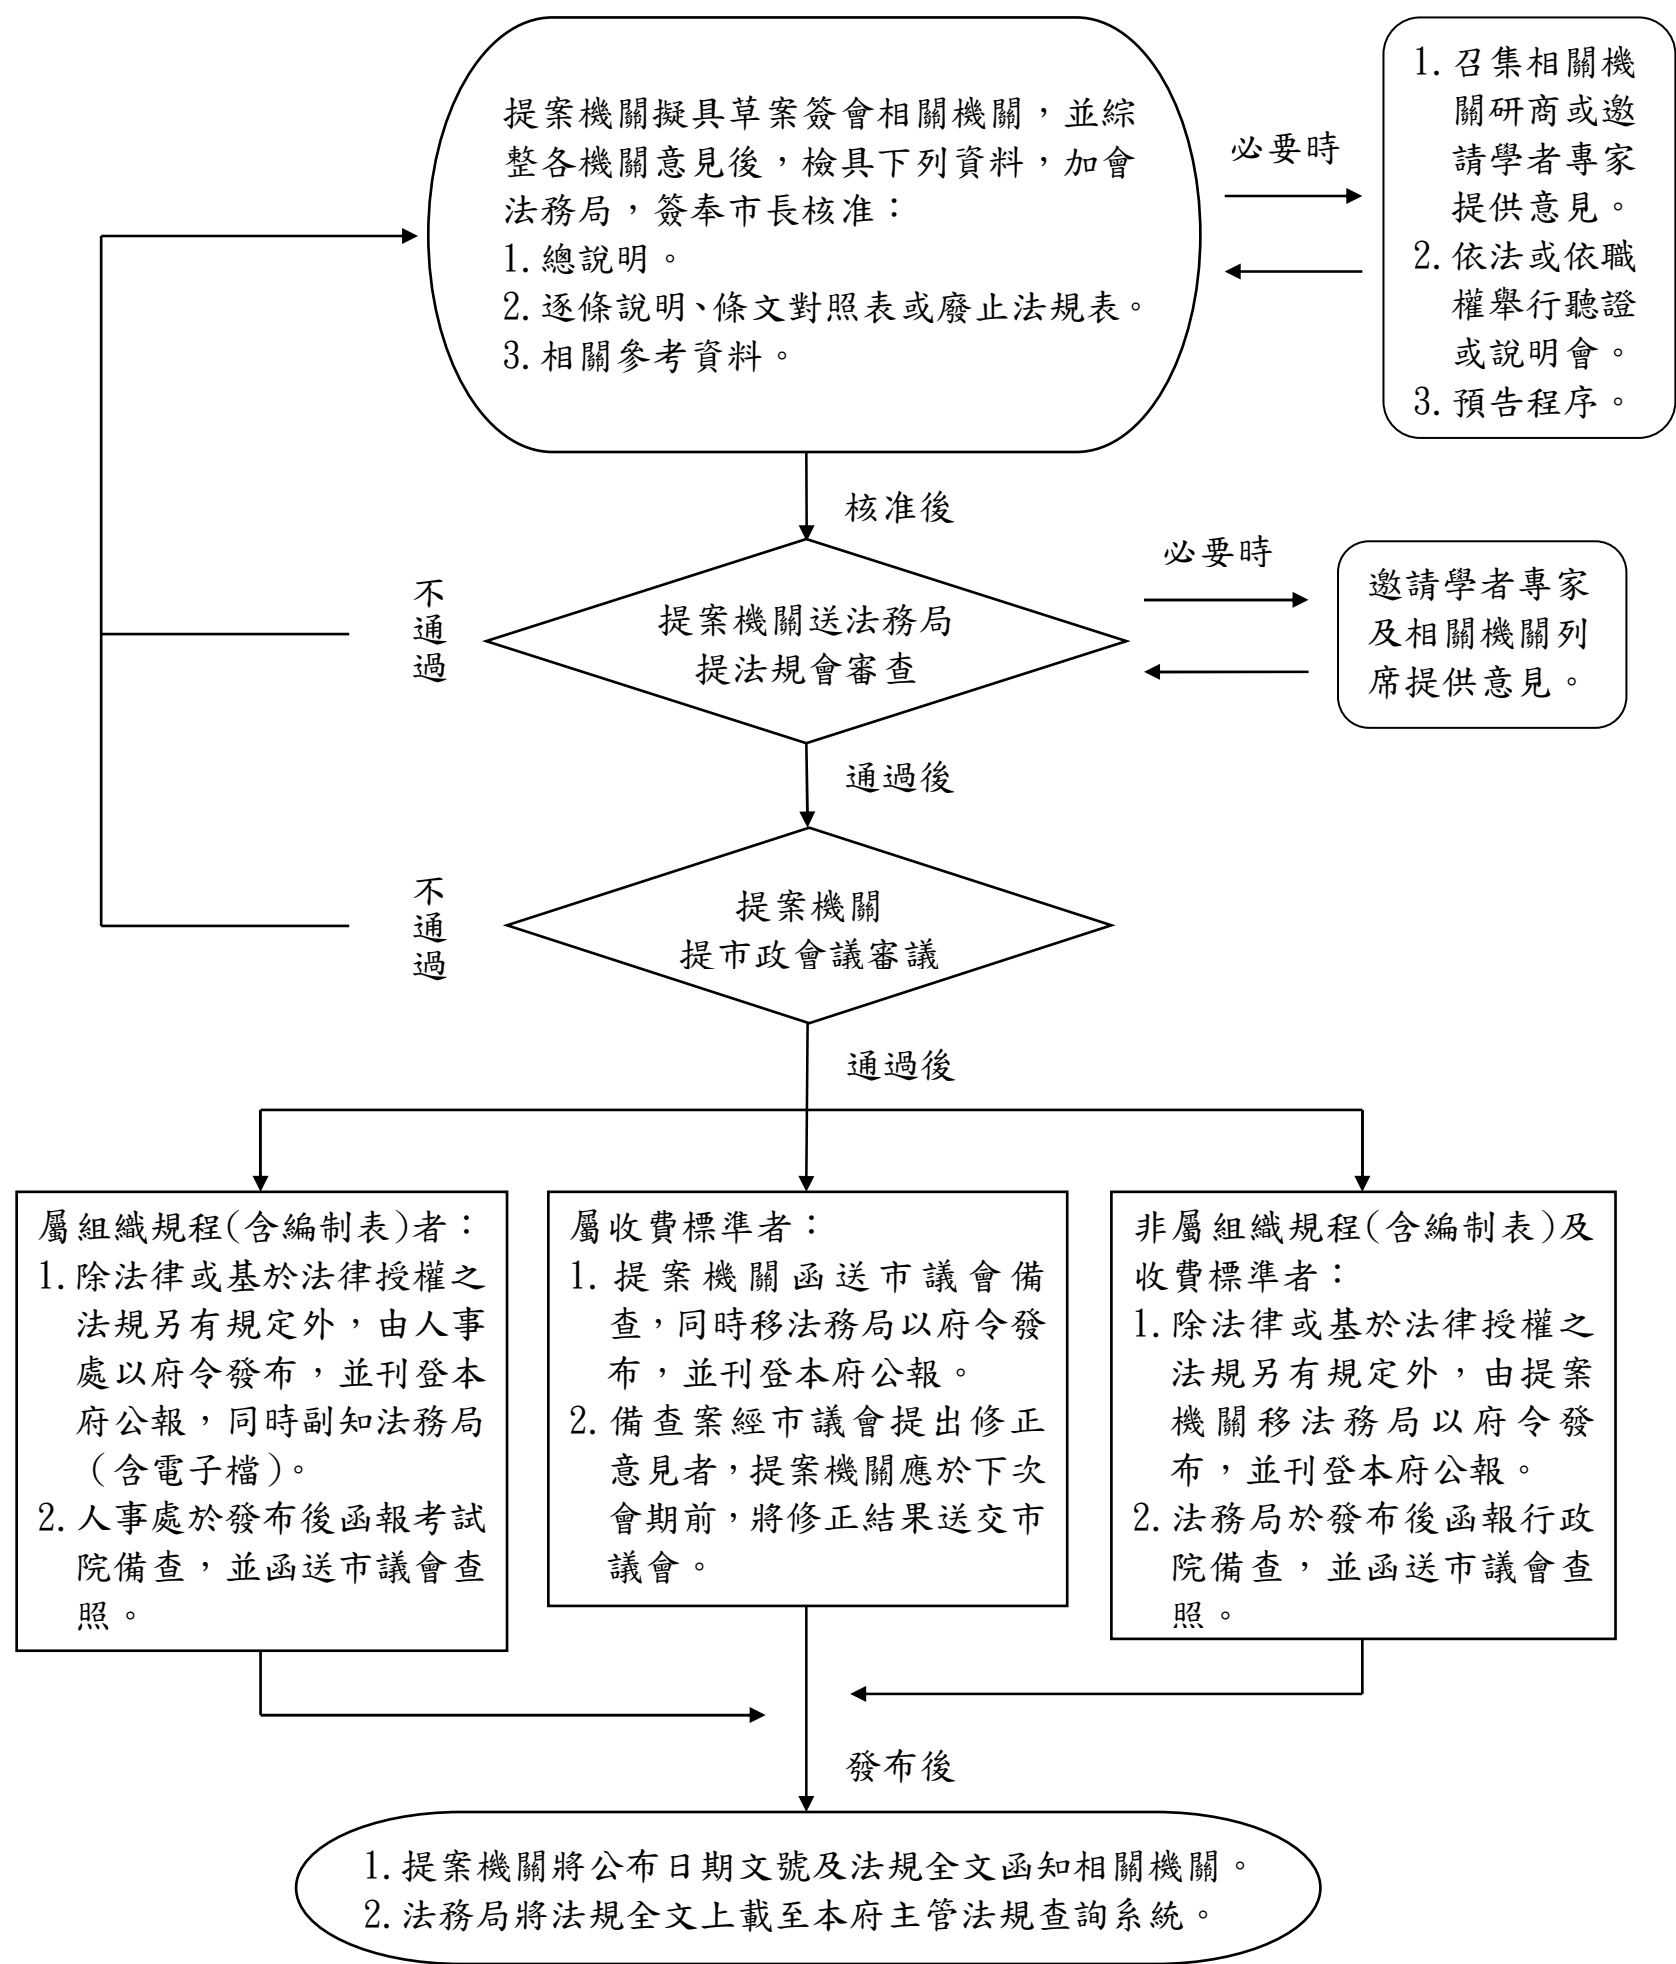 提案機關擬具草案簽會相關機關，並綜
整各機關意見後，檢具下列資料，加會
法務局，簽奉市長核准：
1.總說明。
2.逐條說明、條文對照表或廢止法規表。
3.相關參考資料。
必要時
1.召集相關機
關研商或邀
請學者專家
提供意見。
2.依法或依職
權舉行聽證
或說明會。
3.預告程序。
核准後
不通過
提案機關送法務局
提法規會審查
必要時
邀請學者專家
及相關機關列
席提供意見。
通過後
不通過
提案機關
提市政會議審議
通過後
屬組織規程(含編制表)者：
1.除法律或基於法律授權之
法規另有規定外，由人事
處以府令發布，並刊登本
府公報，同時副知法務局
（含電子檔）。
2.人事處於發布後函報考試
院備查，並函送市議會查
照。
屬收費標準者：
1.提案機關函送市議會備
查，同時移法務局以府令發
布，並刊登本府公報。
2.備查案經市議會提出修正
意見者，提案機關應於下次
會期前，將修正結果送交市
議會。
非屬組織規程(含編制表)及
收費標準者：
1.除法律或基於法律授權之
法規另有規定外，由提案
機關移法務局以府令發
布，並刊登本府公報。
2.法務局於發布後函報行政
院備查，並函送市議會查
照。
發布後
1.提案機關將公布日期文號及法規全文函知相關機關。
2.法務局將法規全文上載至本府主管法規查詢系統。